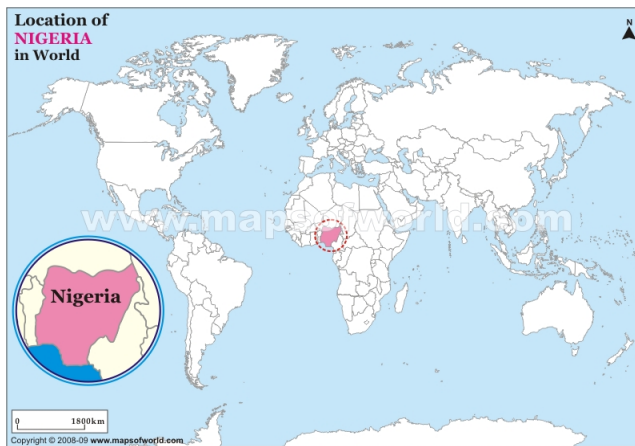 Location of
NIGERIA
in World
N
www.mapsofworld.com
Nigeria
0 1800km
Copyright © 2008-09 www.mapsofworld.com